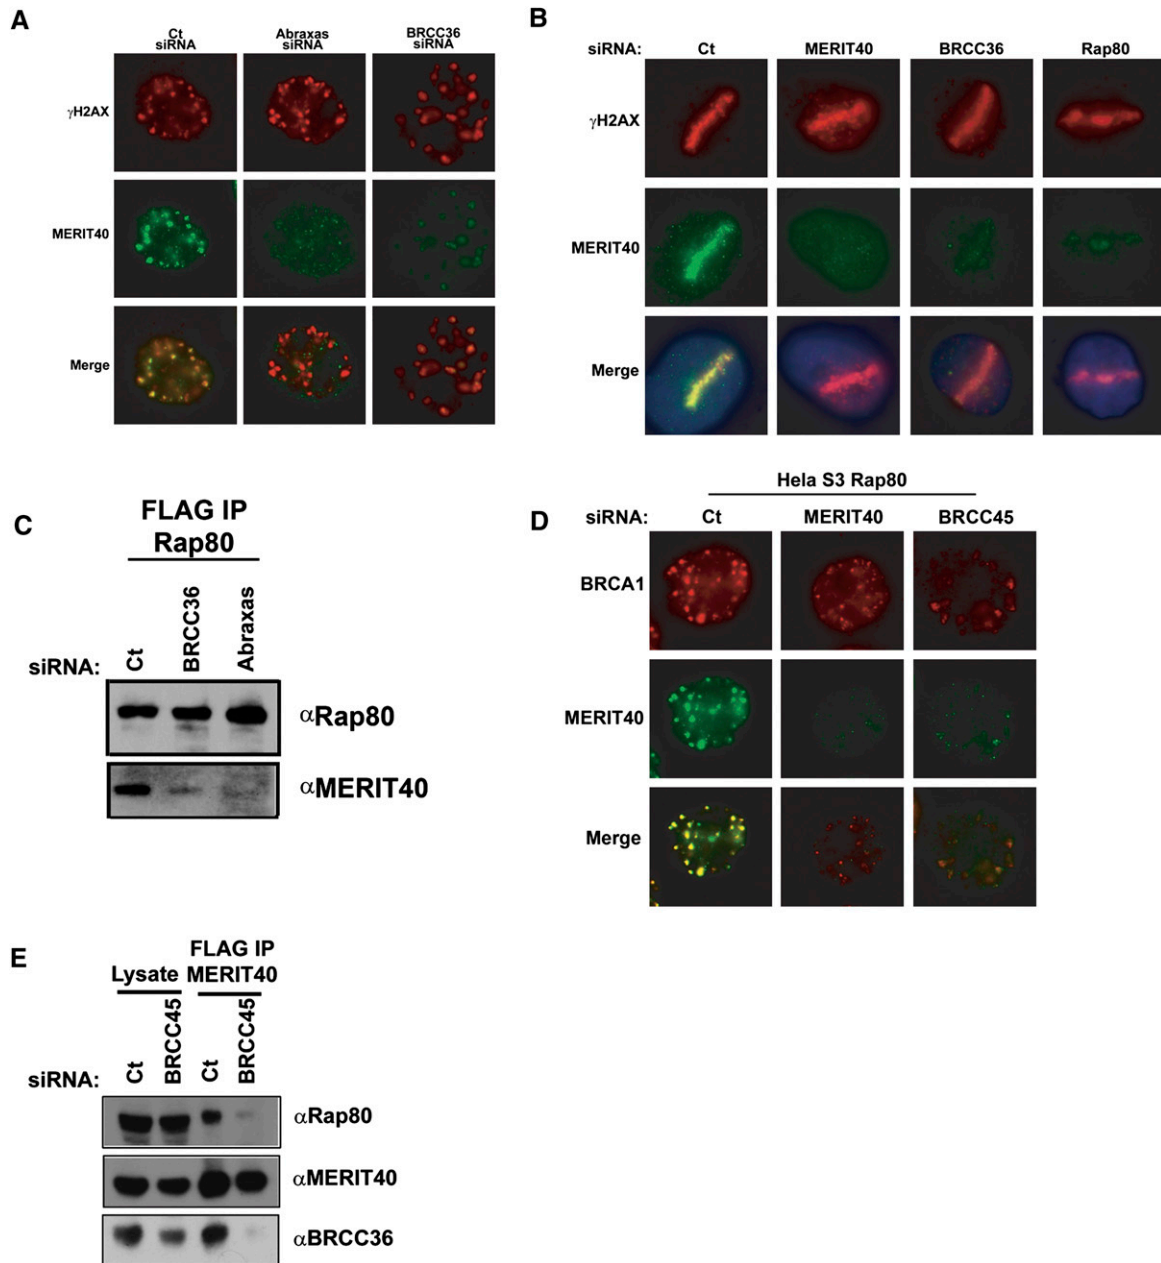 A
Ct
siRNA
Abraxas
siRNA
BRCC36
siRNA
γH2AX
MERIT40
Merge
B
siRNA: Ct MERIT40 BRCC36 Rap80
γH2AX
MERIT40
Merge
C
FLAG IP
Rap80
siRNA: Ct BRCC36 Abraxas
αRap80
αMERIT40
D
Hela S3 Rap80
siRNA: Ct MERIT40 BRCC45
BRCA1
MERIT40
Merge
E
Lysate
FLAG IP
MERIT40
siRNA: Ct BRCC45 Ct BRCC45
αRap80
αMERIT40
αBRCC36